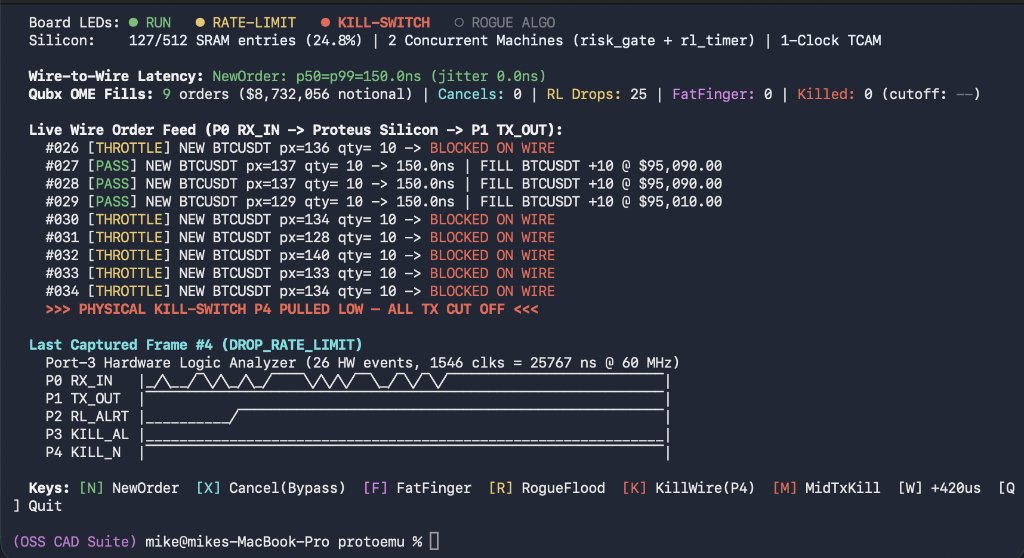 Board LEDs: ● RUN ● RATE-LIMIT ● KILL-SWITCH ○ ROGUE ALGO
Silicon: 127/512 SRAM entries (24.8%) | 2 Concurrent Machines (risk_gate + rl_timer) | 1-Clock TCAM
Wire-to-Wire Latency: NewOrder: p50=p99=150.0ns (jitter 0.0ns)
Qubx OME Fills: 9 orders ($8,732,056 notional) | Cancels: 0 | RL Drops: 25 | FatFinger: 0 | Killed: 0 (cutoff: --)
Live Wire Order Feed (P0 RX_IN -> Proteus Silicon -> P1 TX_OUT):
#026 [THROTTLE] NEW BTCUSDT px=136 qty= 10 -> BLOCKED ON WIRE
#027 [PASS] NEW BTCUSDT px=137 qty= 10 -> 150.0ns | FILL BTCUSDT +10 @ $95,090.00
#028 [PASS] NEW BTCUSDT px=137 qty= 10 -> 150.0ns | FILL BTCUSDT +10 @ $95,090.00
#029 [PASS] NEW BTCUSDT px=129 qty= 10 -> 150.0ns | FILL BTCUSDT +10 @ $95,010.00
#030 [THROTTLE] NEW BTCUSDT px=134 qty= 10 -> BLOCKED ON WIRE
#031 [THROTTLE] NEW BTCUSDT px=128 qty= 10 -> BLOCKED ON WIRE
#032 [THROTTLE] NEW BTCUSDT px=140 qty= 10 -> BLOCKED ON WIRE
#033 [THROTTLE] NEW BTCUSDT px=133 qty= 10 -> BLOCKED ON WIRE
#034 [THROTTLE] NEW BTCUSDT px=134 qty= 10 -> BLOCKED ON WIRE
>>> PHYSICAL KILL-SWITCH P4 PULLED LOW — ALL TX CUT OFF <<<
Last Captured Frame #4 (DROP_RATE_LIMIT)
Port-3 Hardware Logic Analyzer (26 HW events, 1546 clks = 25767 ns @ 60 MHz)
P0 RX_IN
P1 TX_OUT
P2 RL_ALRT
P3 KILL_AL
P4 KILL_N
Keys: [N] NewOrder [X] Cancel(Bypass) [F] FatFinger [R] RogueFlood [K] KillWire(P4) [M] MidTxKill [W] +420us [Q
] Quit
(OSS CAD Suite) mike@mikes-MacBook-Pro protoemu %